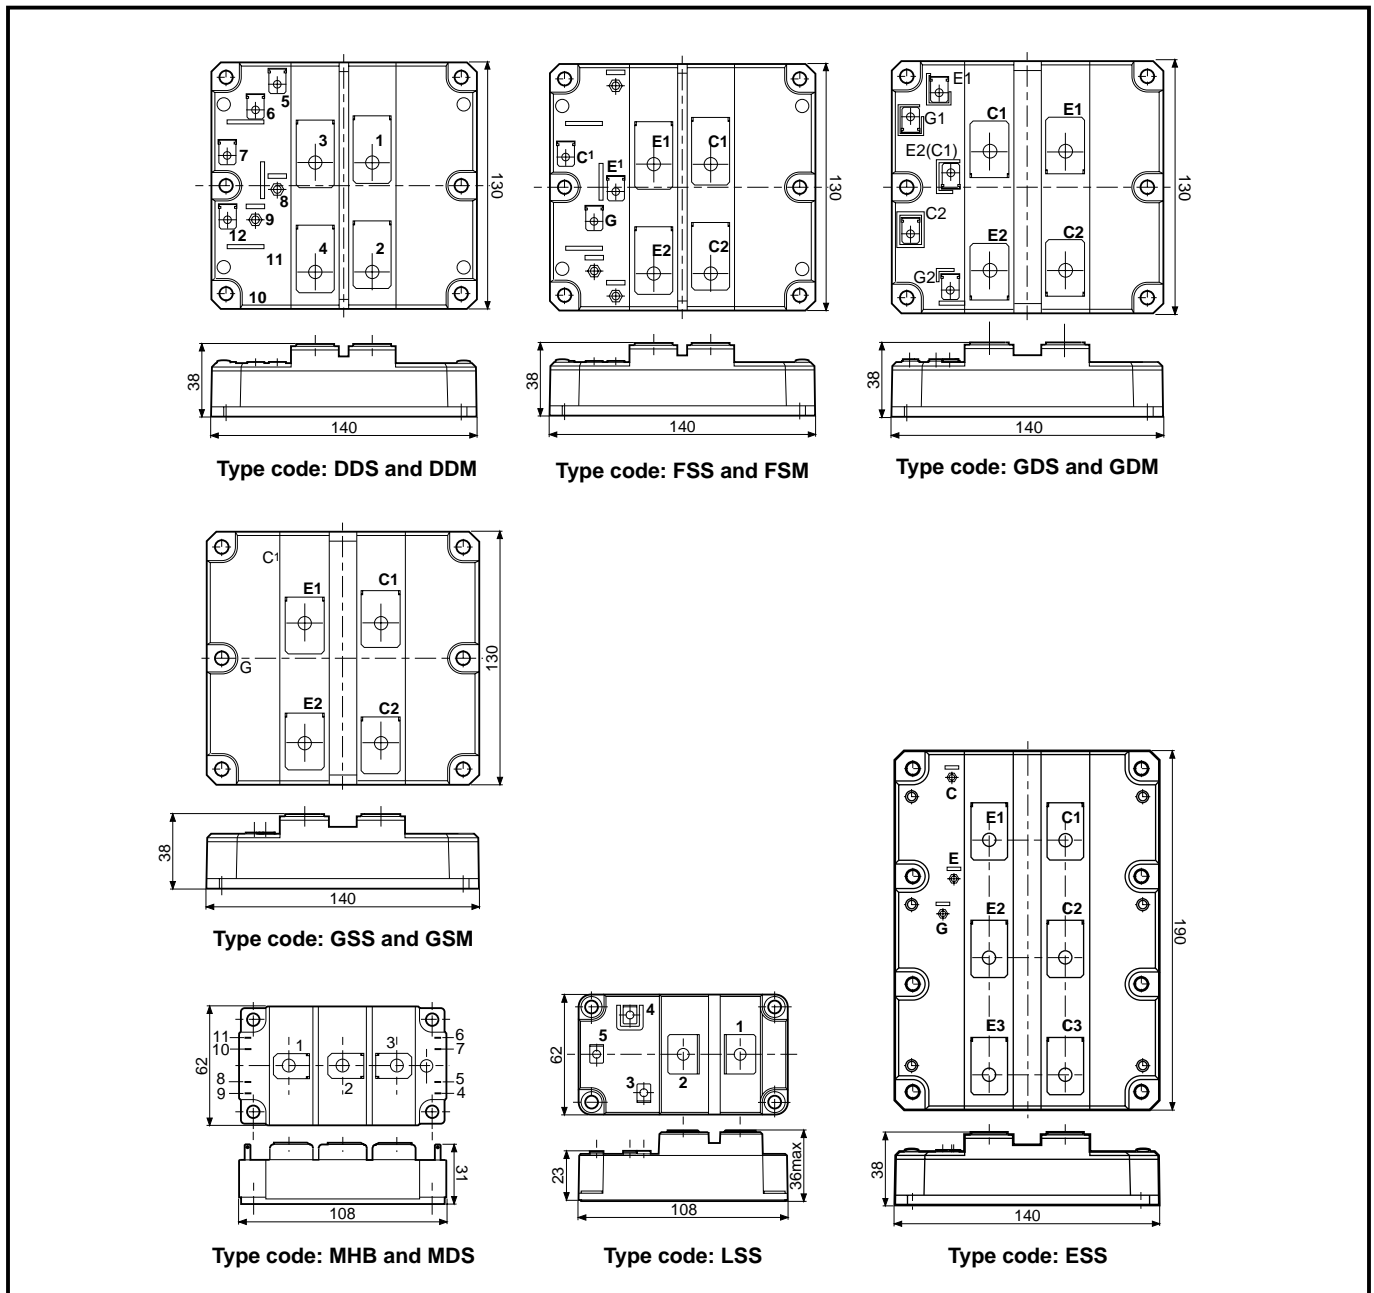 5
6
3
1
7
8
9
12
11
4
2
10
130
38
140
Type code: DDS and DDM
E1
C1
C1
E1
G
E2
C2
130
38
140
Type code: FSS and FSM
E1
G1
C1
E1
E2(C1)
C2
E2
C2
G2
130
38
140
Type code: GDS and GDM
C1
E1
C1
G
E2
C2
130
38
140
Type code: GSS and GSM
C
E1
C1
E
E2
C2
G
E3
C3
190
38
140
Type code: ESS
62
11
10
8
9
1
2
3
6
7
5
4
31
108
Type code: MHB and MDS
62
4
5
1
2
3
23
36max
108
Type code: LSS